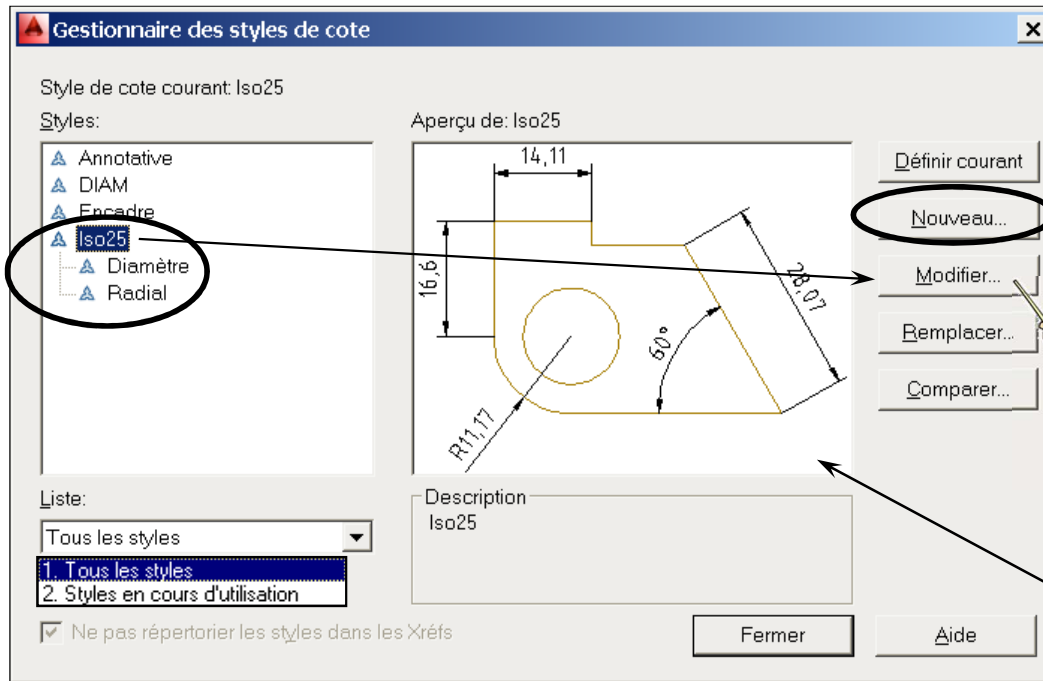 Gestionnaire des styles de cote
Style de cote courant: Iso25
Styles:
Annotative
DIAM
Encadre
Iso25
Diamètre
Radial
Aperçu de: Iso25
14,11
16,6
28,07
60°
R11,17
Définir courant
Nouveau...
Modifier...
Remplacer...
Comparer...
Liste:
Tous les styles
1. Tous les styles
2. Styles en cours d'utilisation
Description
Iso25
Ne pas répertorier les styles dans les Xréfs
Fermer
Aide